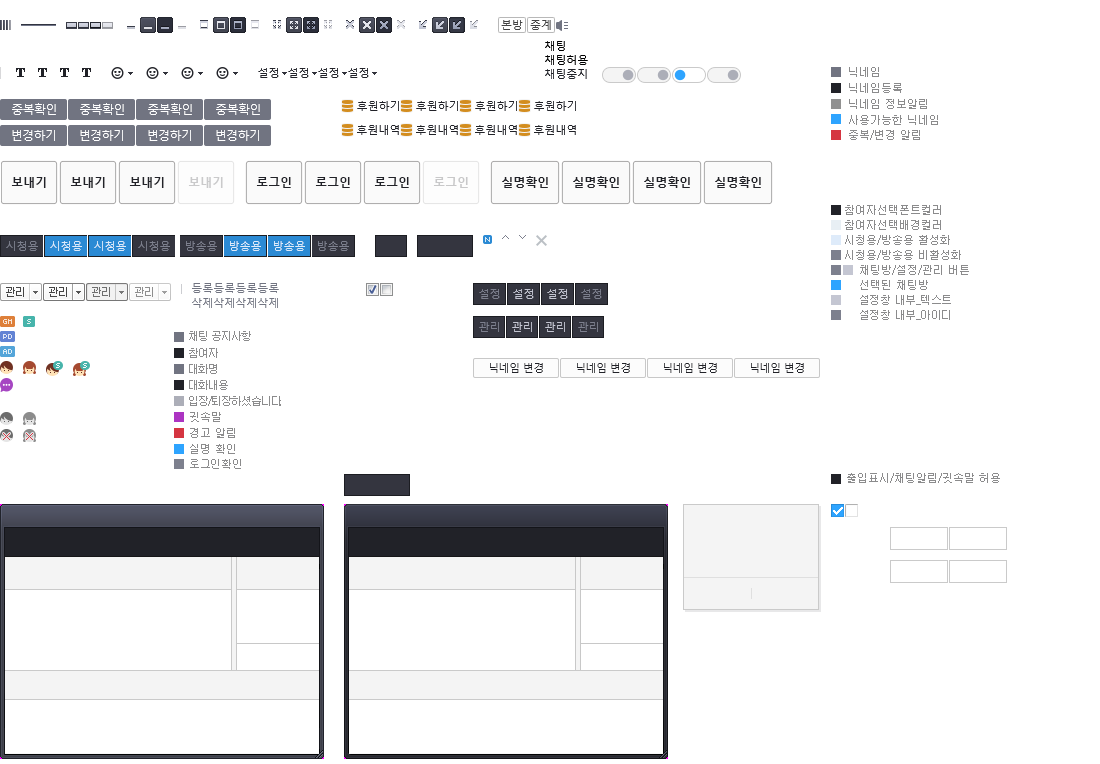 본방 중계
채팅
채팅허용
채팅중지
T T T T
설정 설정 설정 설정
닉네임
닉네임등록
닉네임 정보알림
사용가능한 닉네임
중복/변경 알림
중복확인 중복확인 중복확인 중복확인
변경하기 변경하기 변경하기 변경하기
후원하기 후원하기 후원하기 후원하기
후원내역 후원내역 후원내역 후원내역
보내기 보내기 보내기 보내기 로그인 로그인 로그인 로그인 실명확인 실명확인 실명확인 실명확인
참여자선택폰트컬러
참여자선택배경컬러
시청용/방송용 활성화
시청용/방송용 비활성화
채팅방/설정/관리 버튼
선택된 채팅방
설정창 내부_텍스트
설정창 내부_아이디
시청용 시청용 시청용 시청용 방송용 방송용 방송용 방송용
N
관리 관리 관리 관리
등록등록등록등록
삭제삭제삭제삭제
설정 설정 설정 설정
관리 관리 관리 관리
GM S
PD
AD
S S
채팅 공지사항
참여자
대화명
대화내용
입장/퇴장하셨습니다.
귓속말
경고 알림
실명 확인
로그인확인
닉네임 변경 닉네임 변경 닉네임 변경 닉네임 변경
출입표시/채팅알림/귓속말 허용